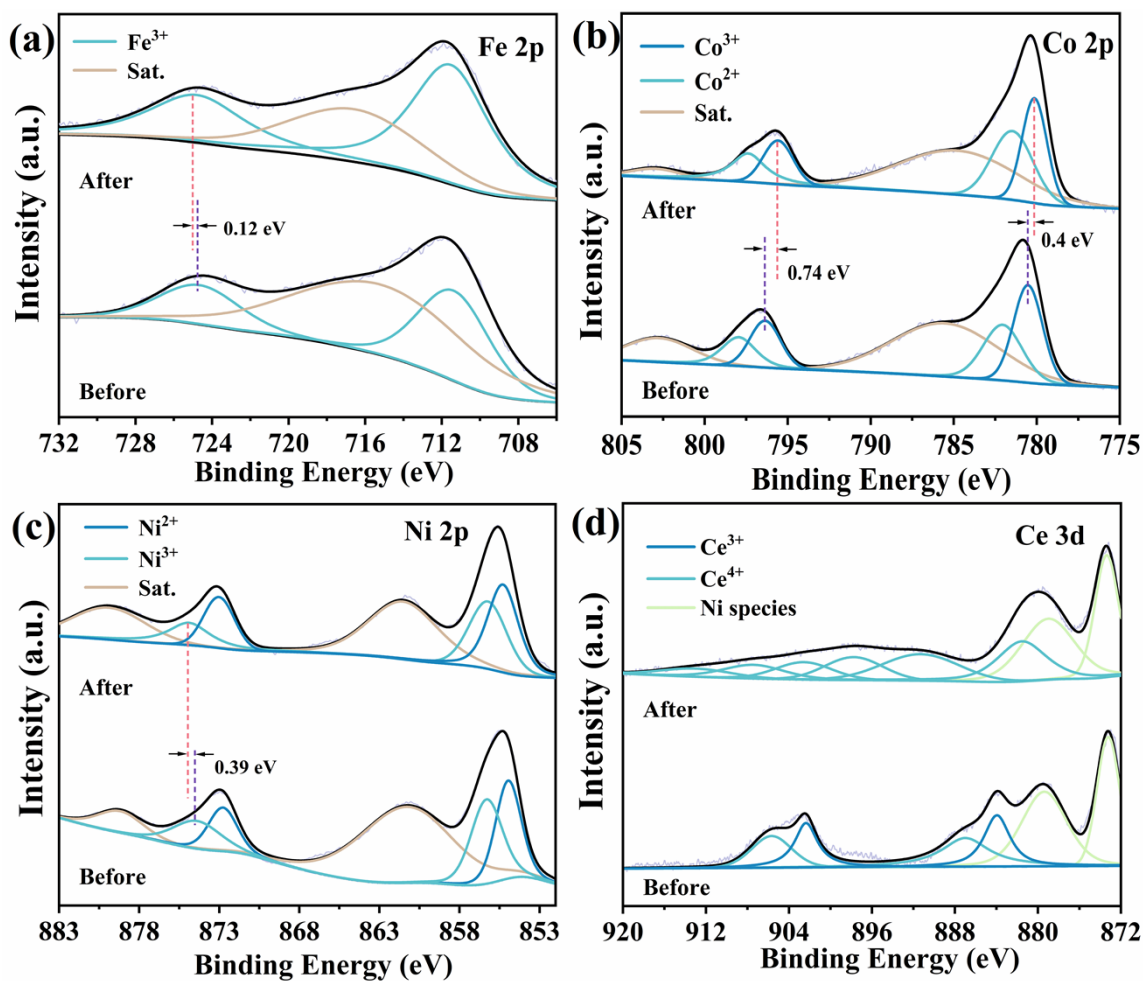 (a)
Fe³⁺
Sat.
Fe 2p
Intensity (a.u.)
After
0.12 eV
Before
732 728 724 720 716 712 708
Binding Energy (eV)
(b)
Co³⁺
Co²⁺
Sat.
Co 2p
Intensity (a.u.)
After
0.4 eV
0.74 eV
Before
805 800 795 790 785 780 775
Binding Energy (eV)
(c)
Ni²⁺
Ni³⁺
Sat.
Ni 2p
Intensity (a.u.)
After
0.39 eV
Before
883 878 873 868 863 858 853
Binding Energy (eV)
(d)
Ce³⁺
Ce⁴⁺
Ni species
Ce 3d
Intensity (a.u.)
After
Before
920 912 904 896 888 880 872
Binding Energy (eV)